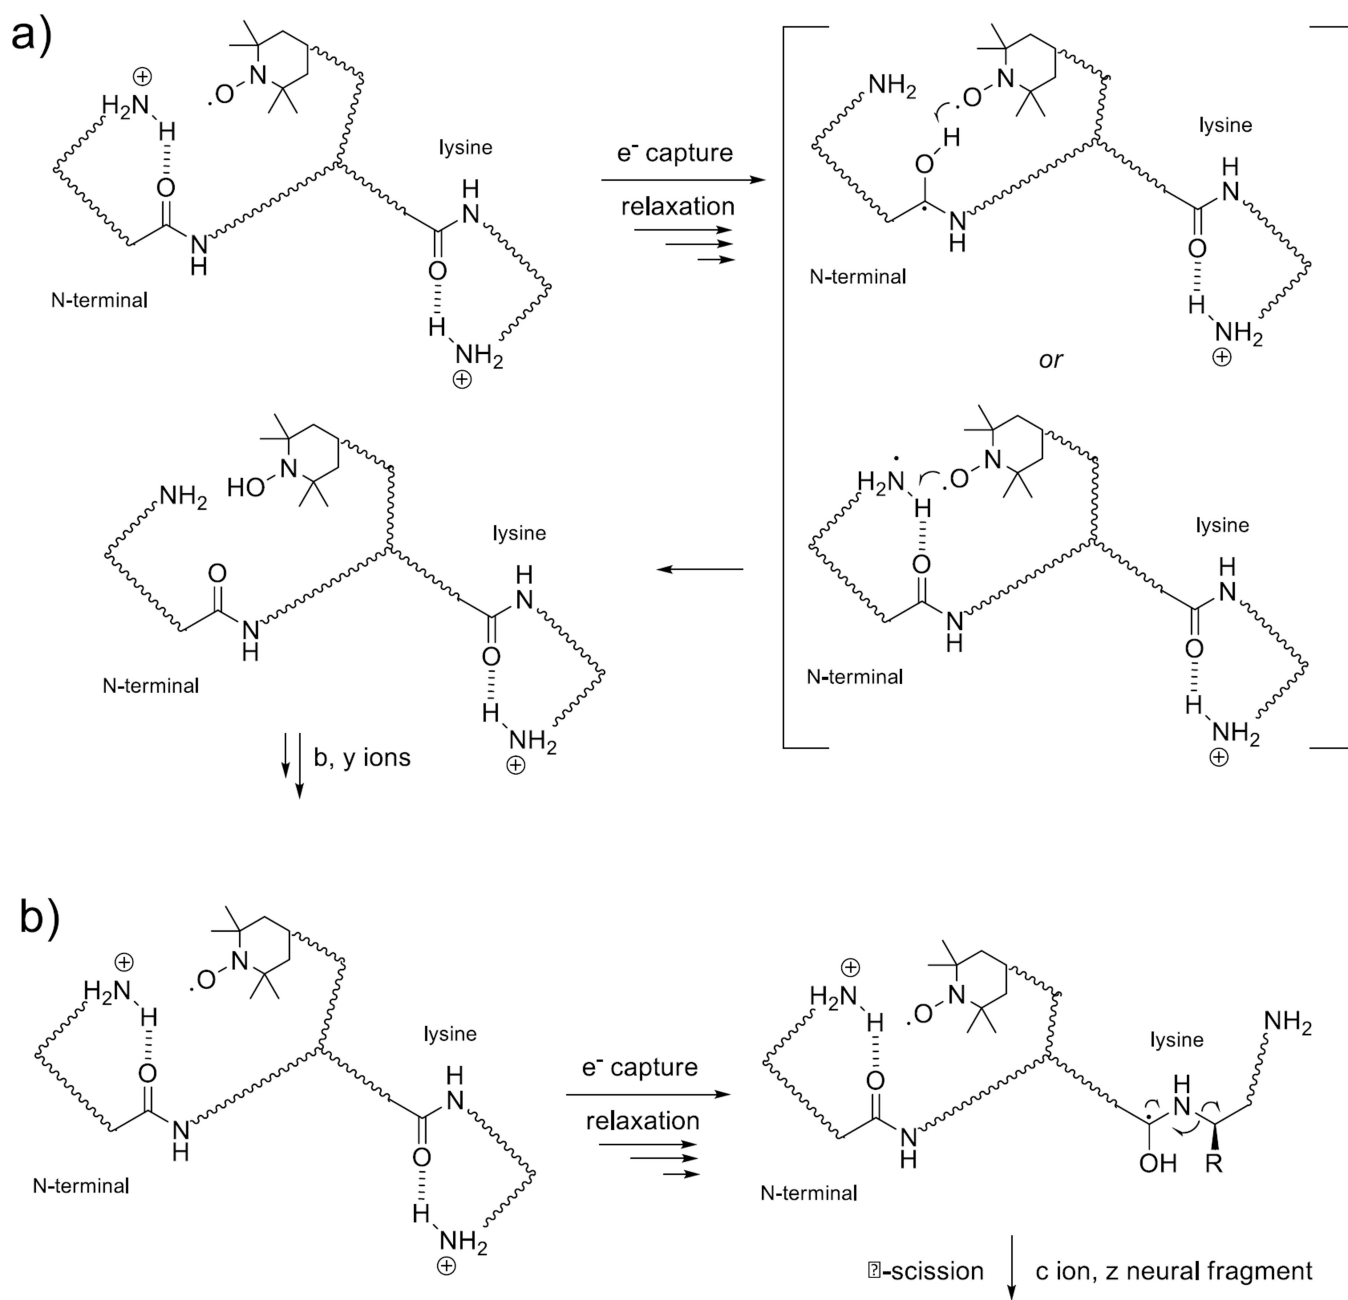 a)
H2N ⊕
H
O
N
H
N-terminal
·O
N
lysine
H
N
O
H
NH2
⊕
e- capture
relaxation
NH2
·O
N
H
O
·
N
H
N-terminal
lysine
H
N
O
H
NH2
⊕
or
H2N·
H
O
N
H
N-terminal
·O
N
lysine
H
N
O
H
NH2
⊕
NH2
HO
N
O
N
H
N-terminal
lysine
H
N
O
H
NH2
⊕
b, y ions
b)
H2N ⊕
H
O
N
H
N-terminal
·O
N
lysine
H
N
O
H
NH2
⊕
e- capture
relaxation
H2N ⊕
H
O
N
H
N-terminal
·O
N
lysine
NH2
H
N
·
OH
R
-scission
c ion, z neural fragment